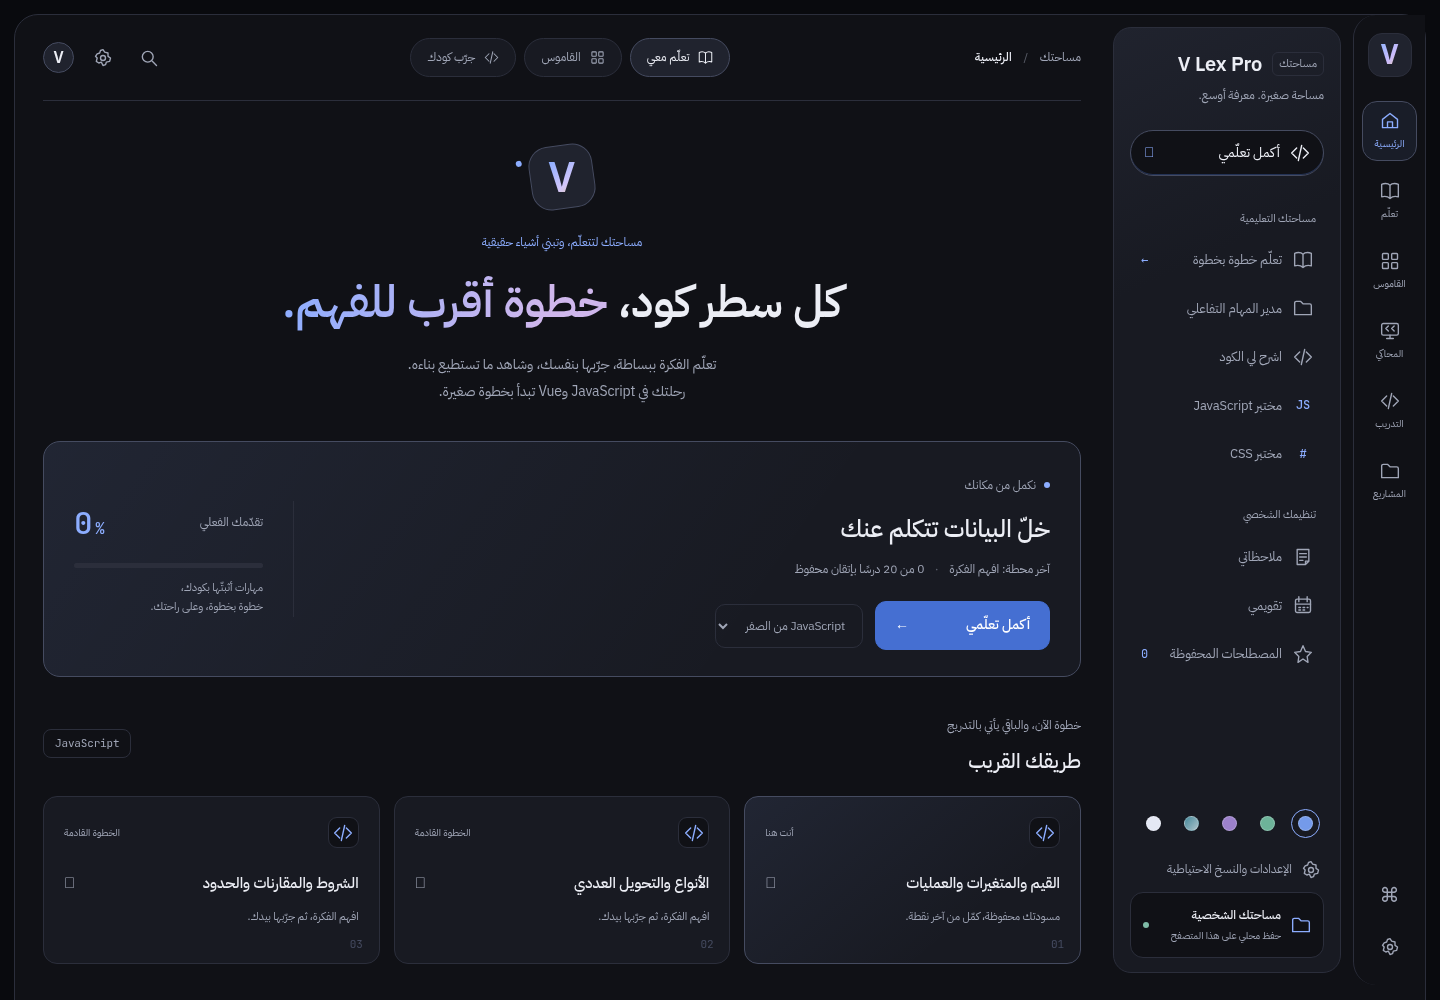 V
الرئيسية
تعلّم
القاموس
المحاكي
التدريب
المشاريع
مساحتك
V Lex Pro
مساحة صغيرة. معرفة أوسع.
أكمل تعلّمي
مساحتك التعليمية
تعلّم خطوة بخطوة ←
مدير المهام التفاعلي
اشرح لي الكود
JS مختبر JavaScript
# مختبر CSS
تنظيمك الشخصي
ملاحظاتي
تقويمي
المصطلحات المحفوظة 0
الإعدادات والنسخ الاحتياطية
مساحتك الشخصية
حفظ محلي على هذا المتصفح
مساحتك / الرئيسية
تعلّم معي
القاموس
جرّب كودك
V
V
مساحتك لتتعلّم، وتبني أشياء حقيقية
كل سطر كود، خطوة أقرب للفهم.
تعلّم الفكرة ببساطة، جرّبها بنفسك، وشاهد ما تستطيع بناءه.
رحلتك في JavaScript وVue تبدأ بخطوة صغيرة.
نكمل من مكانك
خلّ البيانات تتكلم عنك
آخر محطة: افهم الفكرة · 0 من 20 درسًا بإتقان محفوظ
أكمل تعلّمي ←
JavaScript من الصفر
تقدّمك الفعلي
0%
مهارات أثبتّها بكودك،
خطوة بخطوة، وعلى راحتك.
خطوة الآن، والباقي يأتي بالتدريج
طريقك القريب
JavaScript
أنت هنا
القيم والمتغيرات والعمليات
مسودتك محفوظة، كمّل من آخر نقطة.
01
الخطوة القادمة
الأنواع والتحويل العددي
افهم الفكرة، ثم جرّبها بيدك.
02
الخطوة القادمة
الشروط والمقارنات والحدود
افهم الفكرة، ثم جرّبها بيدك.
03